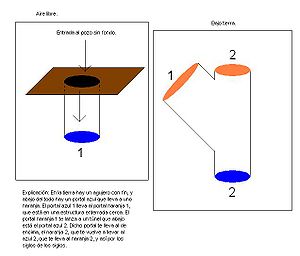 Aire libre.
Bajo tierra.
Entrada al pozo sin fondo.
1
1
2
2
Explicación: En la tierra hay un agujero con fin, y
abajo del todo hay un portal azul que lleva a uno
naranja. El portal azul 1 lleva al portal naranja 1,
que está en una estructura enterrada cerca. El
portal naranja 1 te lanza a un túnel que abajo
está el portal azul 2. Dicho portal te lleva al de
encima, el naranja 2, que te vuelve a llevar al
azul 2, que te lleva al naranja 2, y así por los
siglos de los siglos.